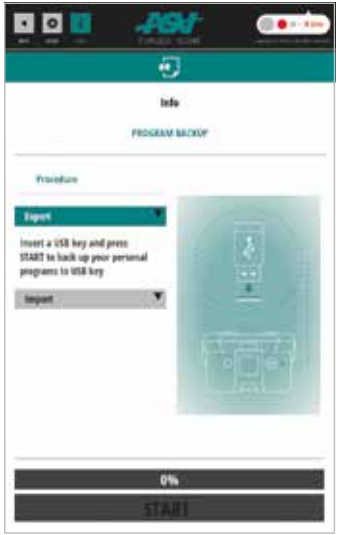 ASA
Info
PROGRAM BACKUP
Procedure
Export
Insert a USB key and press
START to back up your personal
programs to USB key
Import
0%
START